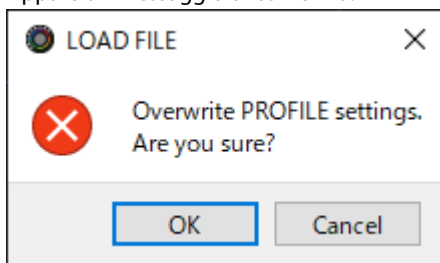 LOAD FILE
Overwrite PROFILE settings.
Are you sure?
OK
Cancel